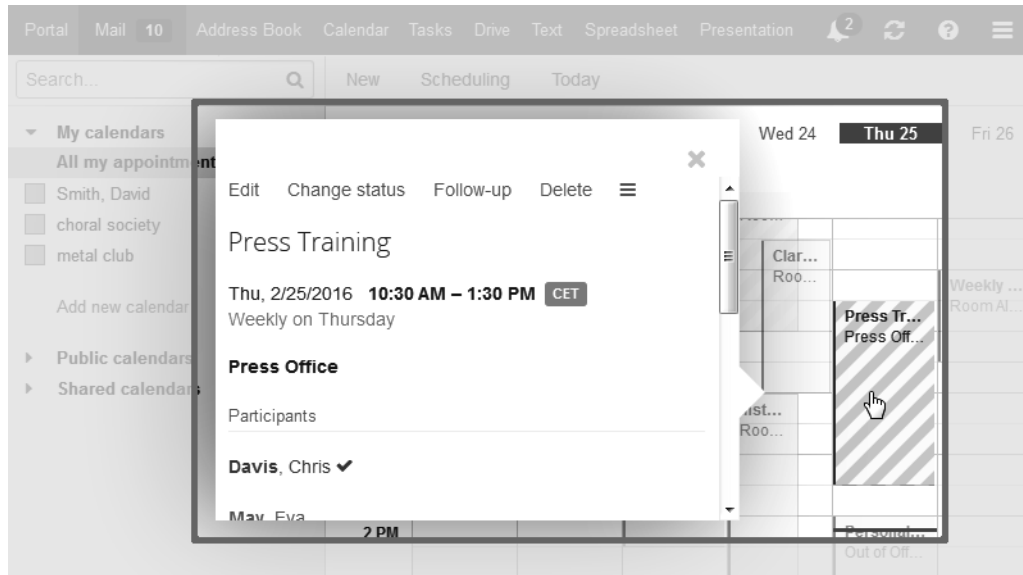 Portal Mail 10 Address Book Calendar Tasks Drive Text Spreadsheet Presentation 2
Search... New Scheduling Today
My calendars
All my appointment
Smith, David
choral society
metal club
Add new calendar
Public calendars
Shared calendars
Edit Change status Follow-up Delete
Press Training
Thu, 2/25/2016 10:30 AM – 1:30 PM CET
Weekly on Thursday
Press Office
Participants
Davis, Chris
May, Eva
2 PM
Wed 24 Thu 25 Fri 26
Clar...
Roo...
Weekly ...
Room Al...
Press Tr...
Press Off...
Roo...
Personal...
Out of Off...